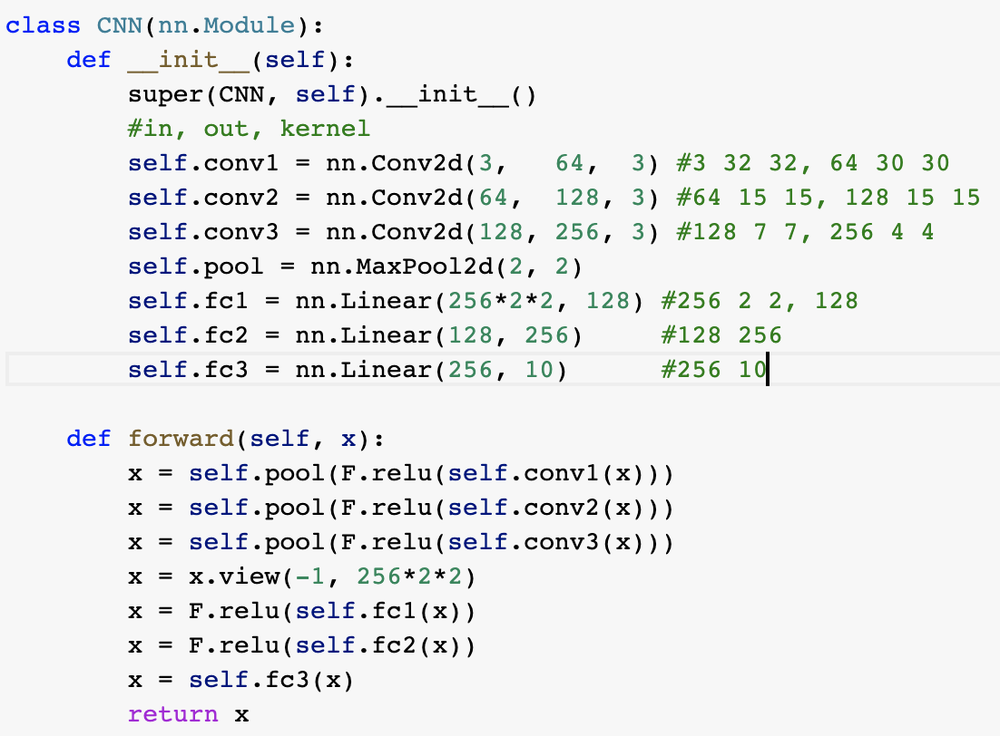 class CNN(nn.Module):
    def __init__(self):
        super(CNN, self).__init__()
        #in, out, kernel
        self.conv1 = nn.Conv2d(3,   64,  3) #3 32 32, 64 30 30
        self.conv2 = nn.Conv2d(64,  128, 3) #64 15 15, 128 15 15
        self.conv3 = nn.Conv2d(128, 256, 3) #128 7 7, 256 4 4
        self.pool = nn.MaxPool2d(2, 2)
        self.fc1 = nn.Linear(256*2*2, 128) #256 2 2, 128
        self.fc2 = nn.Linear(128, 256)     #128 256
        self.fc3 = nn.Linear(256, 10)      #256 10
    def forward(self, x):
        x = self.pool(F.relu(self.conv1(x)))
        x = self.pool(F.relu(self.conv2(x)))
        x = self.pool(F.relu(self.conv3(x)))
        x = x.view(-1, 256*2*2)
        x = F.relu(self.fc1(x))
        x = F.relu(self.fc2(x))
        x = self.fc3(x)
        return x